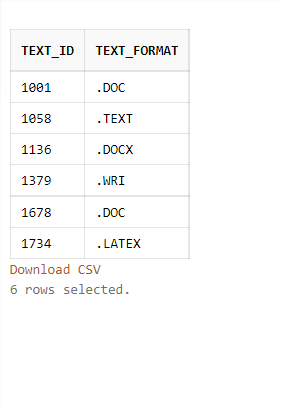 TEXT_ID TEXT_FORMAT
1001 .DOC
1058 .TEXT
1136 .DOCX
1379 .WRI
1678 .DOC
1734 .LATEX
Download CSV
6 rows selected.